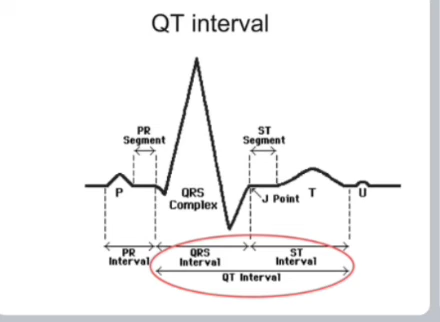 QT interval
PR
Segment
ST
Segment
P
QRS
Complex
J Point
T
U
PR
Interval
QRS
Interval
ST
Interval
QT Interval